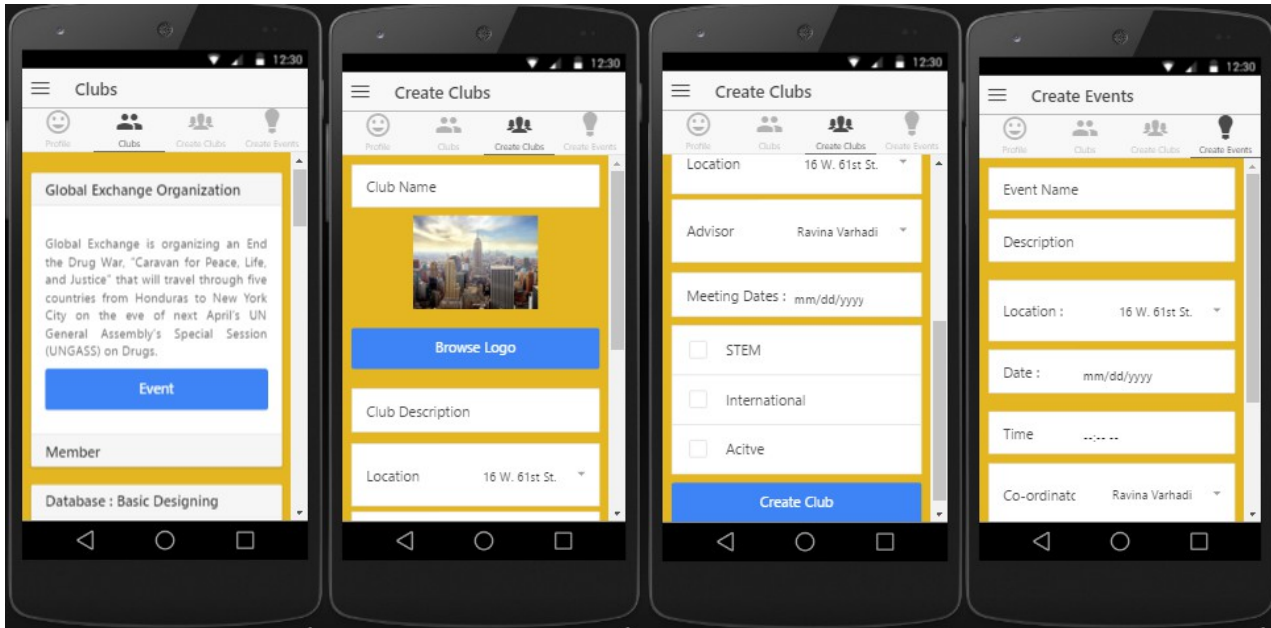 12:30
Clubs
Profile Clubs Create Clubs Create Events
Global Exchange Organization
Global Exchange is organizing an End
the Drug War, "Caravan for Peace, Life,
and Justice" that will travel through five
countries from Honduras to New York
City on the eve of next April's UN
General Assembly's Special Session
(UNGASS) on Drugs.
Event
Member
Database : Basic Designing
12:30
Create Clubs
Profile Clubs Create Clubs Create Events
Club Name
Browse Logo
Club Description
Location 16 W. 61st St.
12:30
Create Clubs
Profile Clubs Create Clubs Create Events
Location 16 W. 61st St.
Advisor Ravina Varhadi
Meeting Dates : mm/dd/yyyy
STEM
International
Acitve
Create Club
12:30
Create Events
Profile Clubs Create Clubs Create Events
Event Name
Description
Location : 16 W. 61st St.
Date : mm/dd/yyyy
Time --:-- --
Co-ordinatc Ravina Varhadi